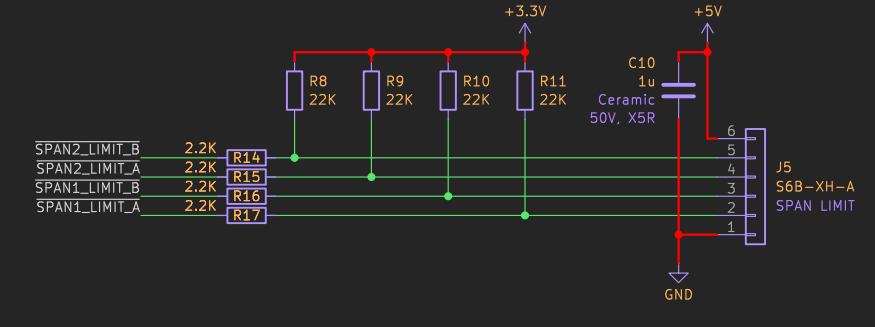 +3.3V
+5V
R8
22K
R9
22K
R10
22K
R11
22K
C10
1u
Ceramic
50V, X5R
SPAN2_LIMIT_B
2.2K
R14
SPAN2_LIMIT_A
2.2K
R15
SPAN1_LIMIT_B
2.2K
R16
SPAN1_LIMIT_A
2.2K
R17
6
5
4
3
2
1
J5
S6B-XH-A
SPAN LIMIT
GND